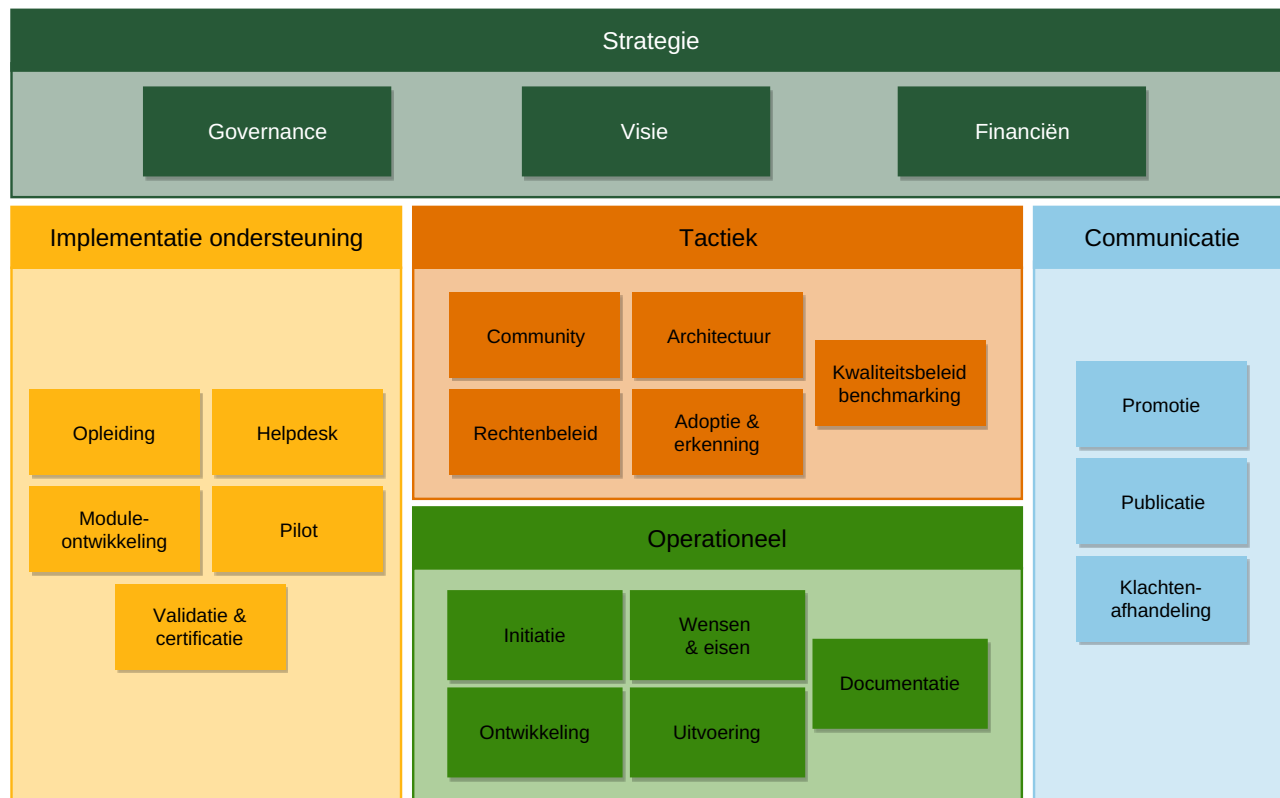 Strategie
Governance
Visie
Financiën
Implementatie ondersteuning
Opleiding
Helpdesk
Module-
ontwikkeling
Pilot
Validatie &
certificatie
Tactiek
Community
Architectuur
Kwaliteitsbeleid
benchmarking
Rechtenbeleid
Adoptie &
erkenning
Operationeel
Initiatie
Wensen
& eisen
Documentatie
Ontwikkeling
Uitvoering
Communicatie
Promotie
Publicatie
Klachten-
afhandeling